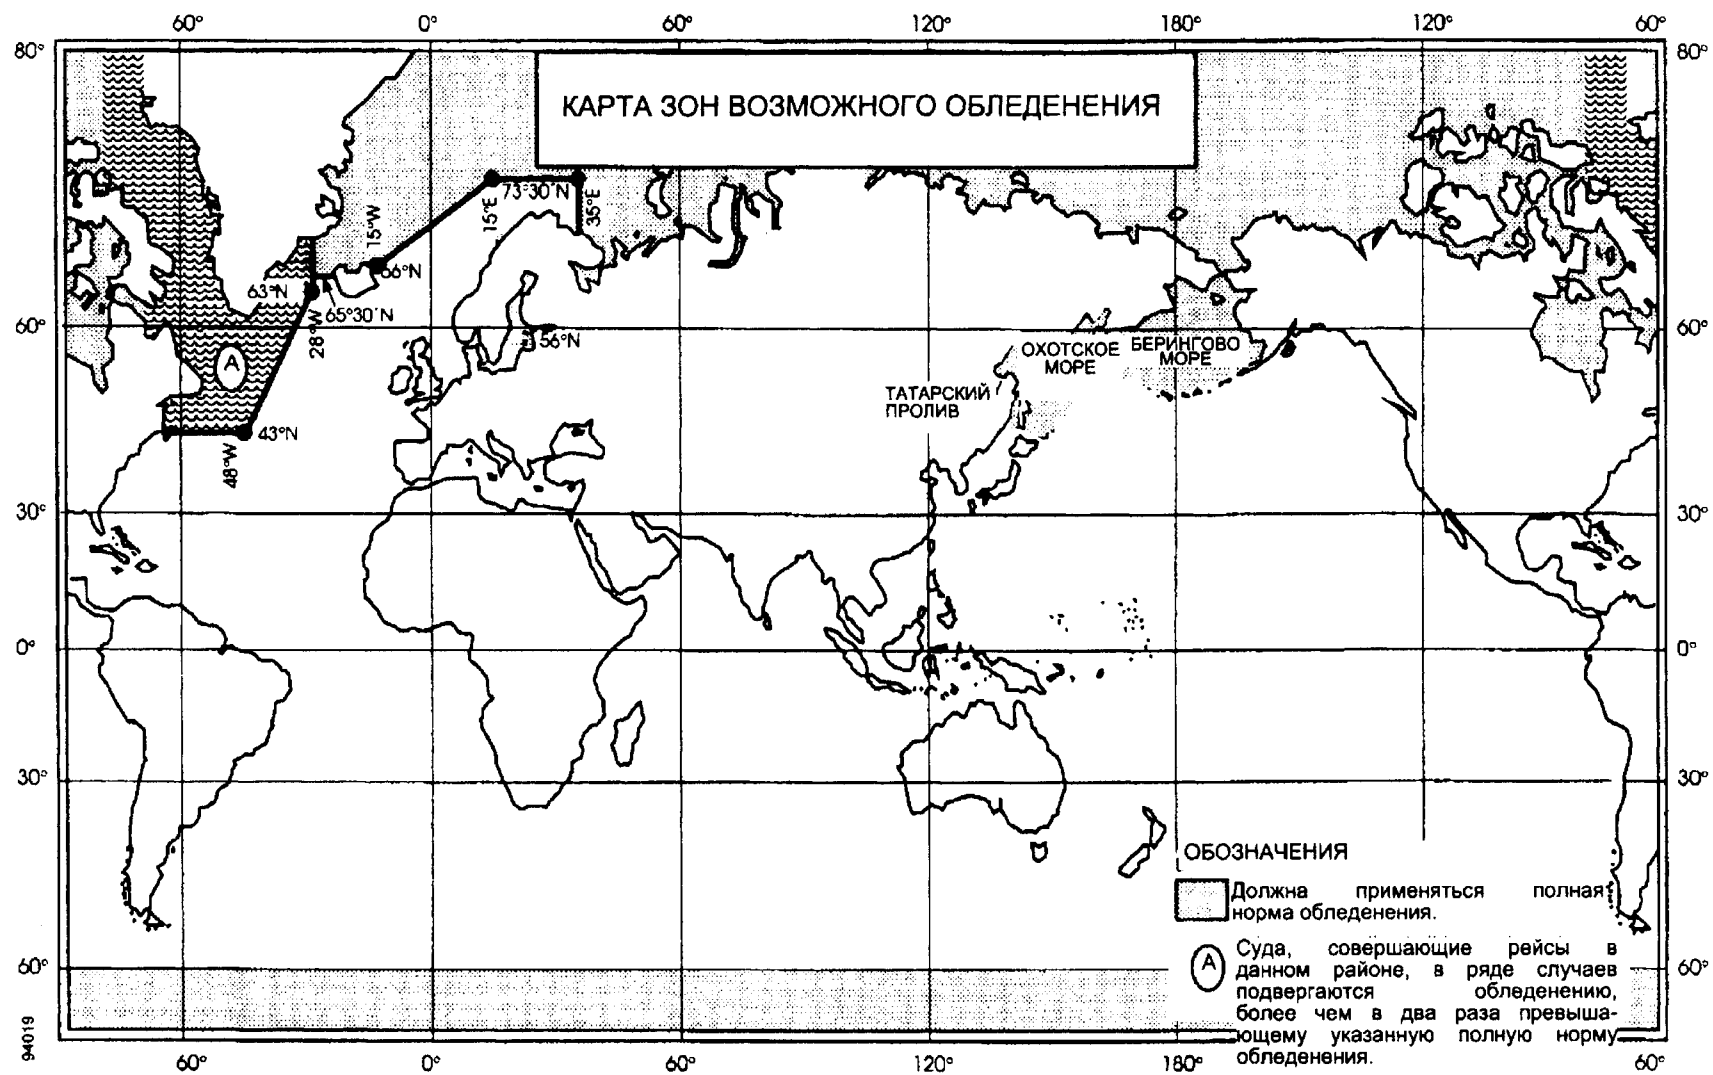 60° 0° 60° 120° 180° 120° 60°
80° 80°
КАРТА ЗОН ВОЗМОЖНОГО ОБЛЕДЕНЕНИЯ
73°30´N
15°E
35°E
15°W
66°N
63°N
65°30´N
28°W
60° 60°
56°N
ОХОТСКОЕ
МОРЕ
БЕРИНГОВО
МОРЕ
A
ТАТАРСКИЙ
ПРОЛИВ
43°N
48°W
30° 30°
0° 0°
30° 30°
ОБОЗНАЧЕНИЯ
Должна применяться полная
норма обледенения.
A
Суда, совершающие рейсы в
данном районе, в ряде случаев
подвергаются обледенению,
более чем в два раза превыша-
ющему указанную полную норму
обледенения.
60° 60°
94019
60° 0° 60° 120° 180° 60°